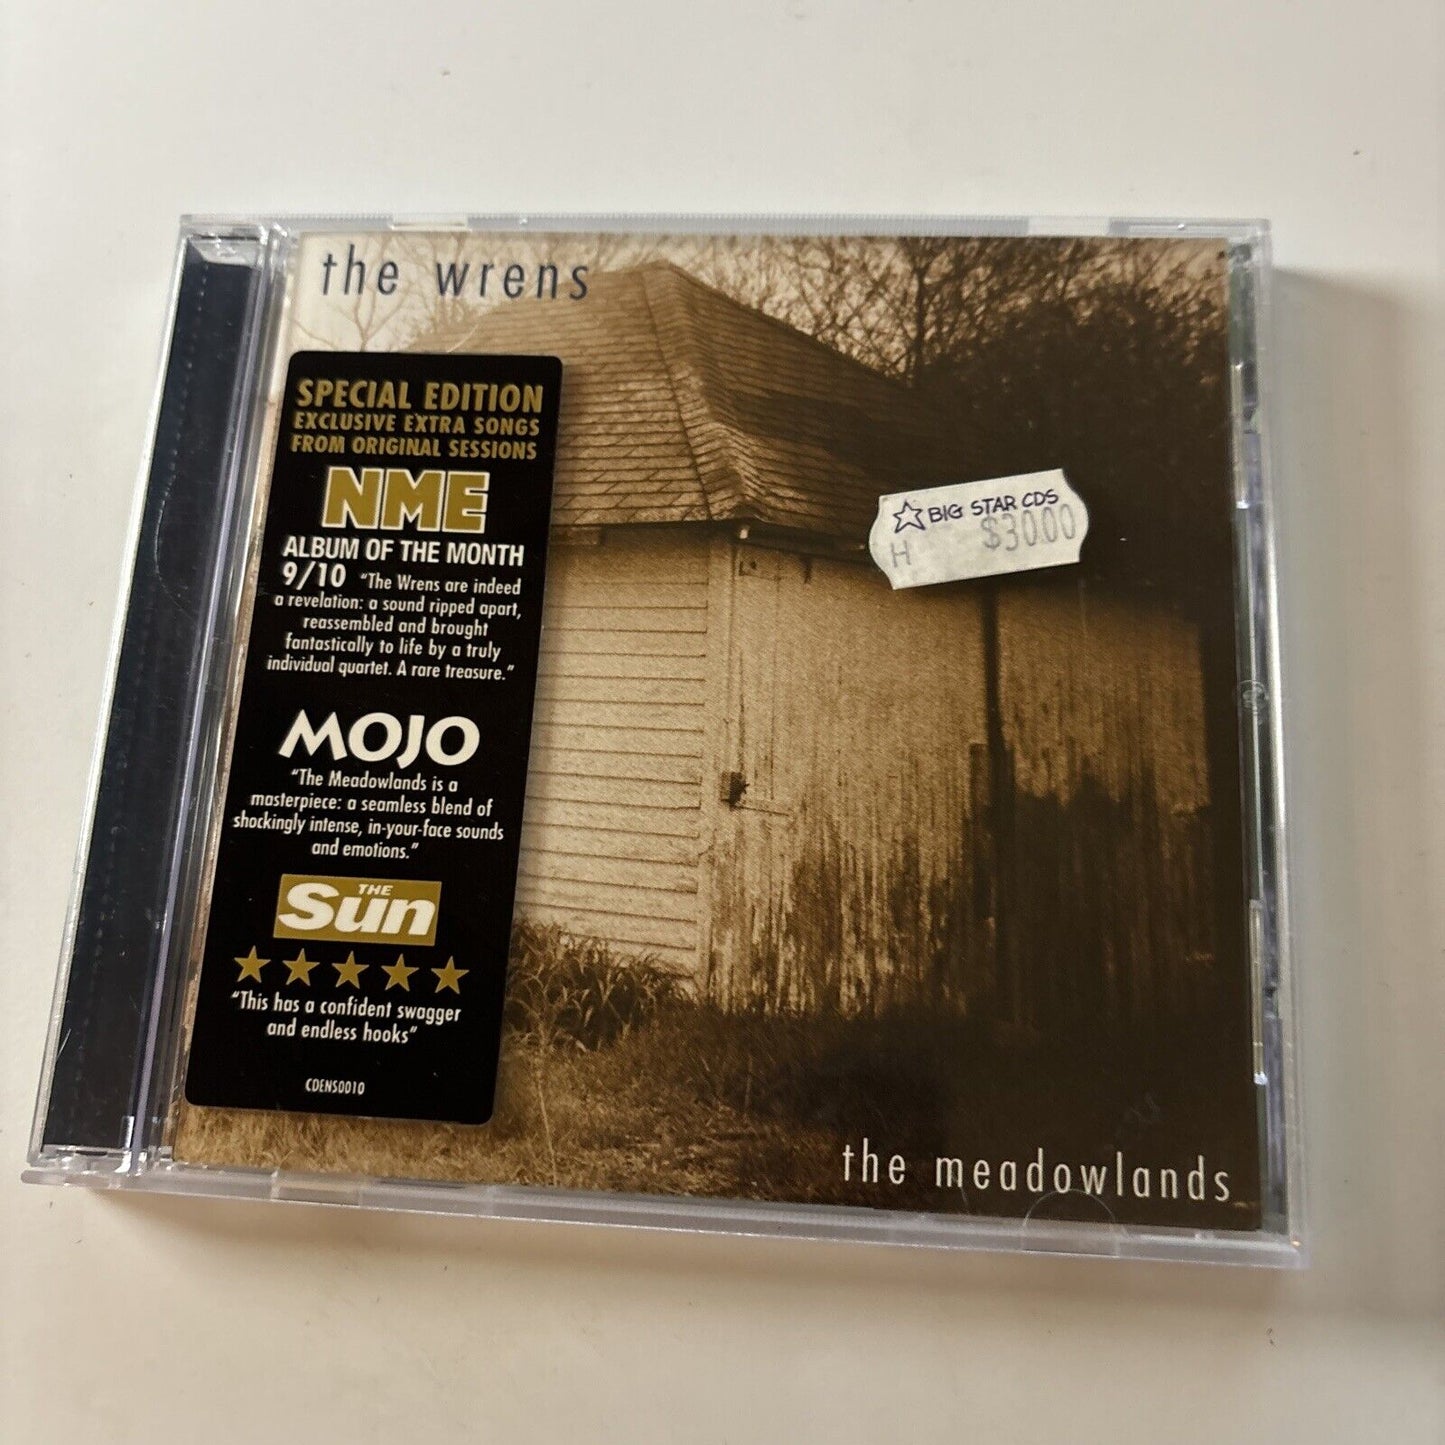 the wrens
SPECIAL EDITION
EXCLUSIVE EXTRA SONGS
FROM ORIGINAL SESSIONS
NME
ALBUM OF THE MONTH
9/10 “The Wrens are indeed
a revelation: a sound ripped apart,
reassembled and brought
fantastically to life by a truly
individual quartet. A rare treasure.”
MOJO
“The Meadowlands is a
masterpiece: a seamless blend of
shockingly intense, in-your-face sounds
and emotions.”
THE
Sun
“This has a confident swagger
and endless hooks”
CDENS0010
BIG STAR CDS
H $30.00
the meadowlands